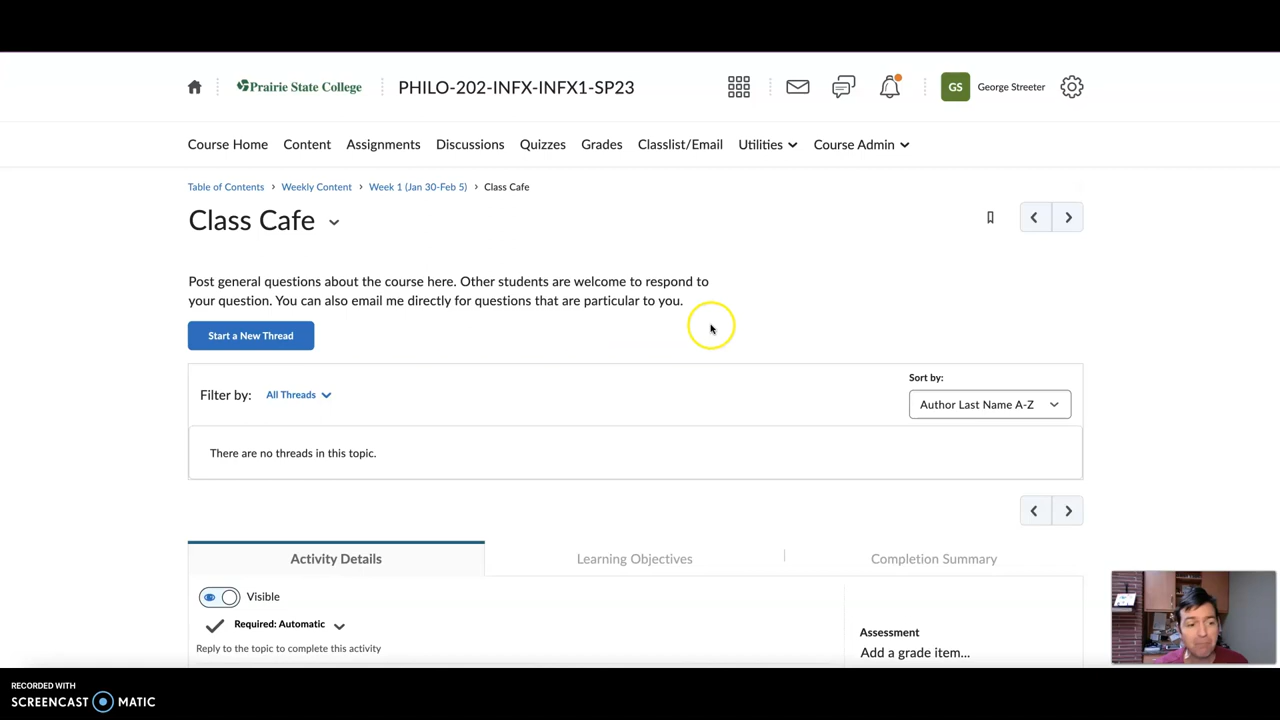 Prairie State College
PHILO-202-INFX-INFX1-SP23
GS
George Streeter
Course Home
Content
Assignments
Discussions
Quizzes
Grades
Classlist/Email
Utilities
Course Admin
Table of Contents > Weekly Content > Week 1 (Jan 30-Feb 5) > Class Cafe
Class Cafe
Post general questions about the course here. Other students are welcome to respond to
your question. You can also email me directly for questions that are particular to you.
Start a New Thread
Filter by: All Threads
Sort by:
Author Last Name A-Z
There are no threads in this topic.
Activity Details
Learning Objectives
Completion Summary
Visible
Required: Automatic
Reply to the topic to complete this activity
Assessment
Add a grade item...
RECORDED WITH
SCREENCAST MATIC